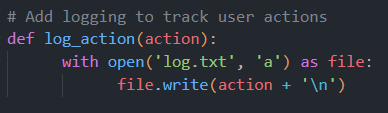 # Add logging to track user actions
def log_action(action):
    with open('log.txt', 'a') as file:
        file.write(action + '\n')